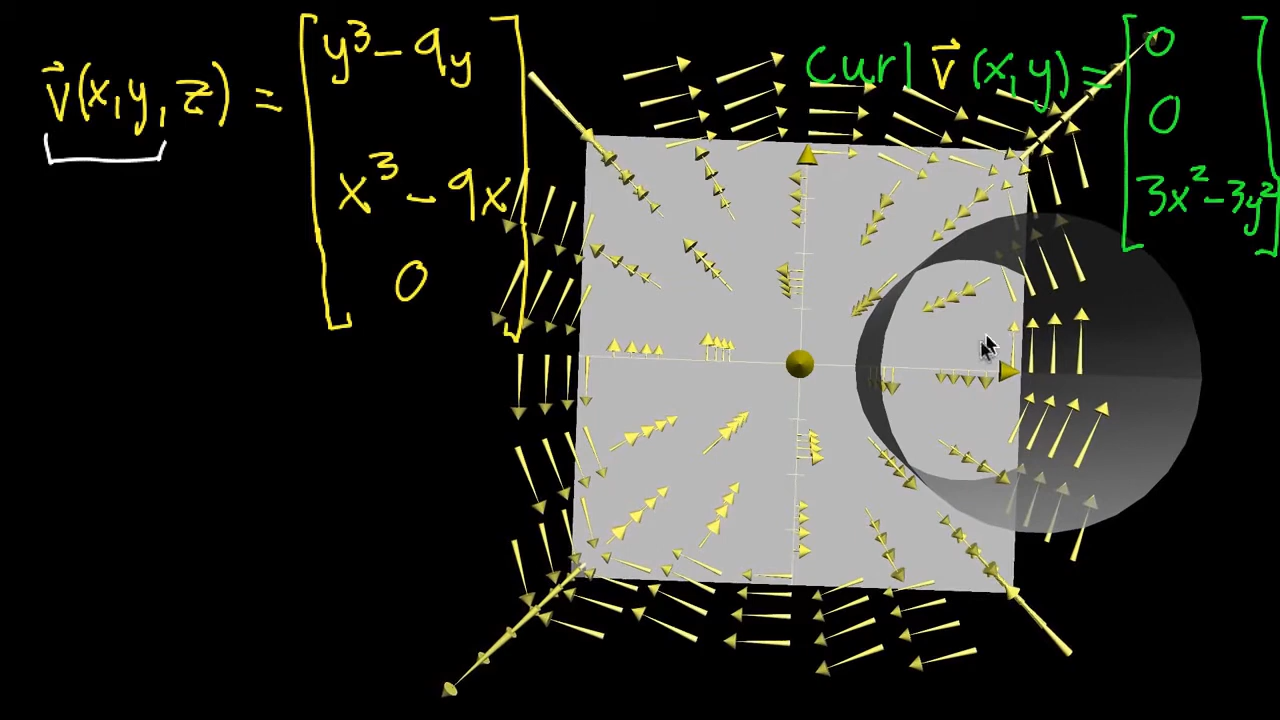 v⃗(x,y,z) = [y³ - 9y
x³ - 9x
0]
Curl v⃗(x,y) = [0
0
3x² - 3y²]